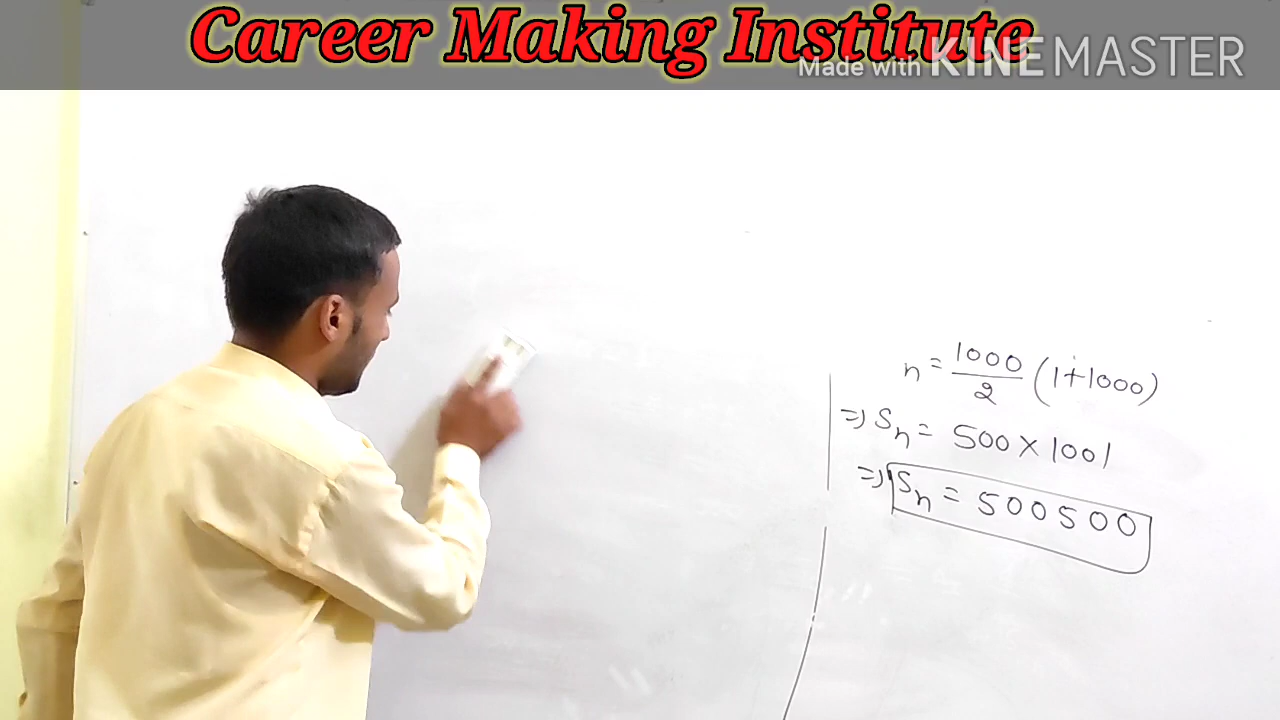 Career Making Institute
Made with KINEMASTER
n = 1000/2 (1+1000)
=) Sn = 500 × 1001
=) Sn = 500500